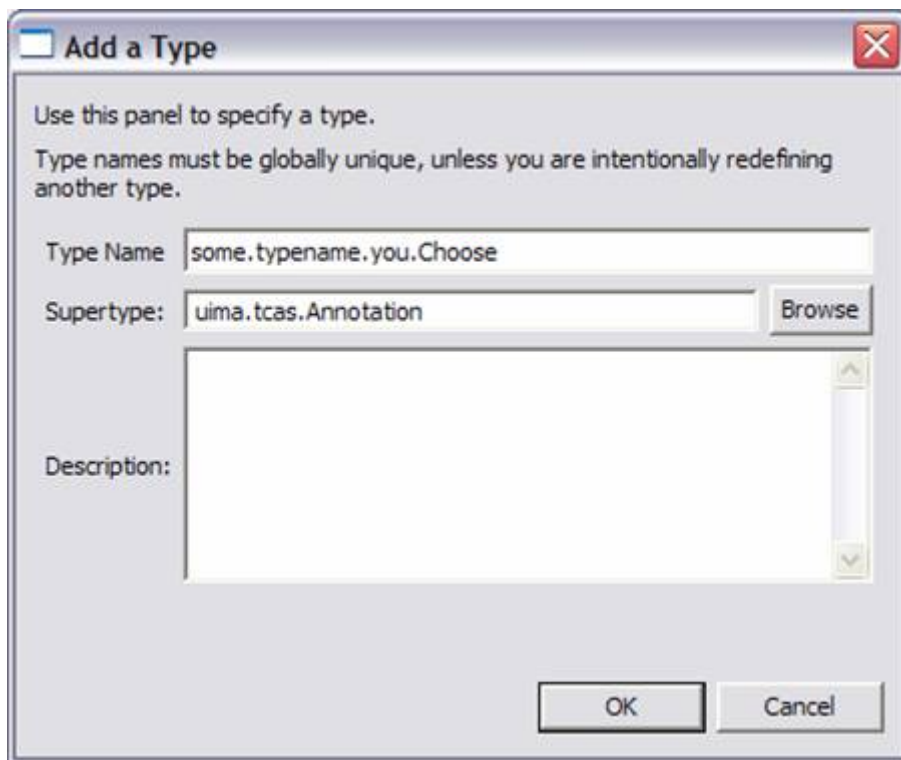 Add a Type
Use this panel to specify a type.
Type names must be globally unique, unless you are intentionally redefining
another type.
Type Name some.typename.you.Choose
Supertype: uima.tcas.Annotation Browse
Description:
OK Cancel